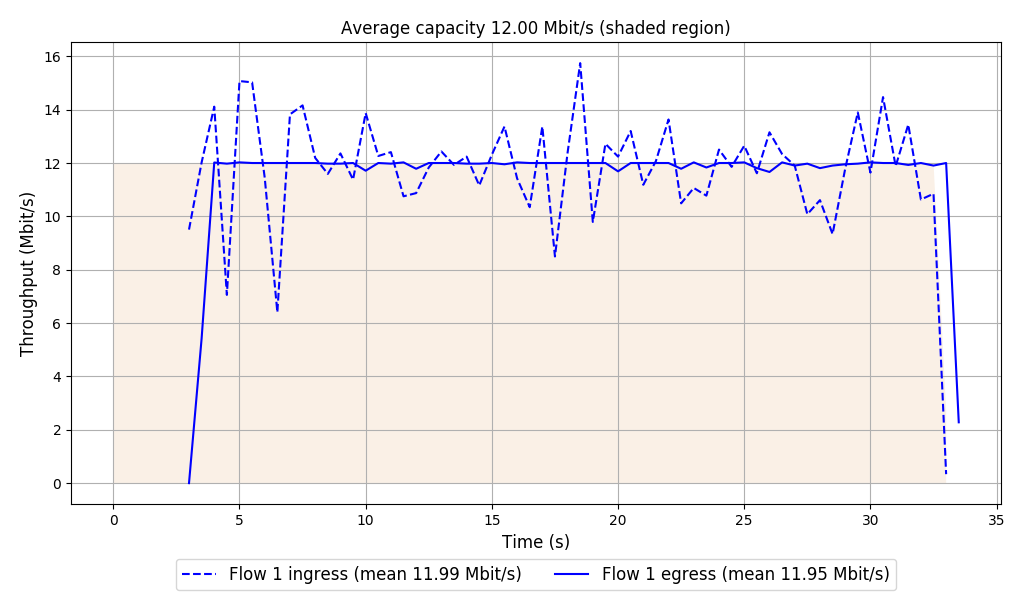 Average capacity 12.00 Mbit/s (shaded region)
Throughput (Mbit/s)
16
14
12
10
8
6
4
2
0
0 5 10 15 20 25 30 35
Time (s)
Flow 1 ingress (mean 11.99 Mbit/s) Flow 1 egress (mean 11.95 Mbit/s)